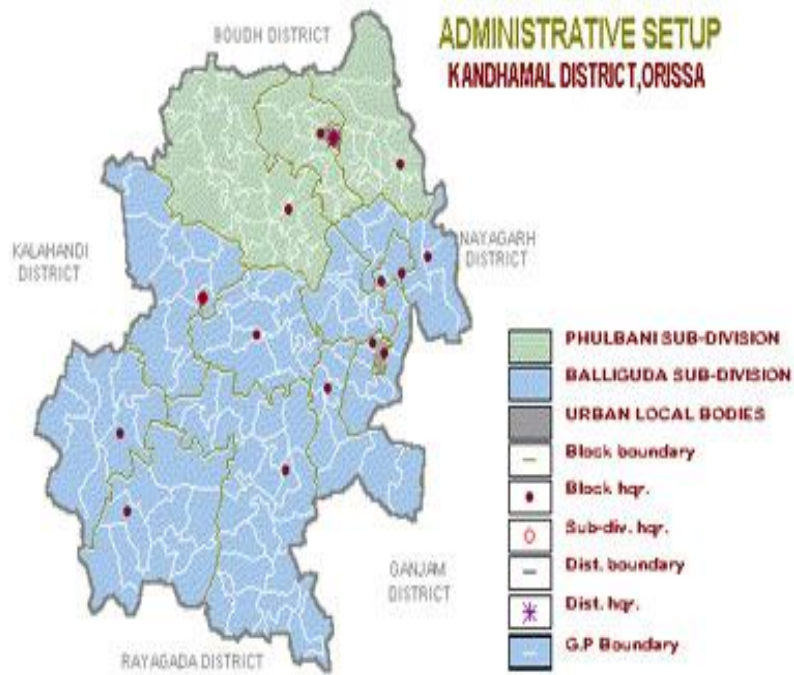 BOUDH DISTRICT
ADMINISTRATIVE SETUP
KANDHAMAL DISTRICT,ORISSA
KALAHANDI
DISTRICT
NAYAGARH
DISTRICT
PHULBANI SUB-DIVISION
BALLIGUDA SUB-DIVISION
URBAN LOCAL BODIES
Block boundary
Block hqr.
Sub-div. hqr.
Dist. boundary
Dist. hqr.
G.P Boundary
GANJAM
DISTRICT
RAYAGADA DISTRICT